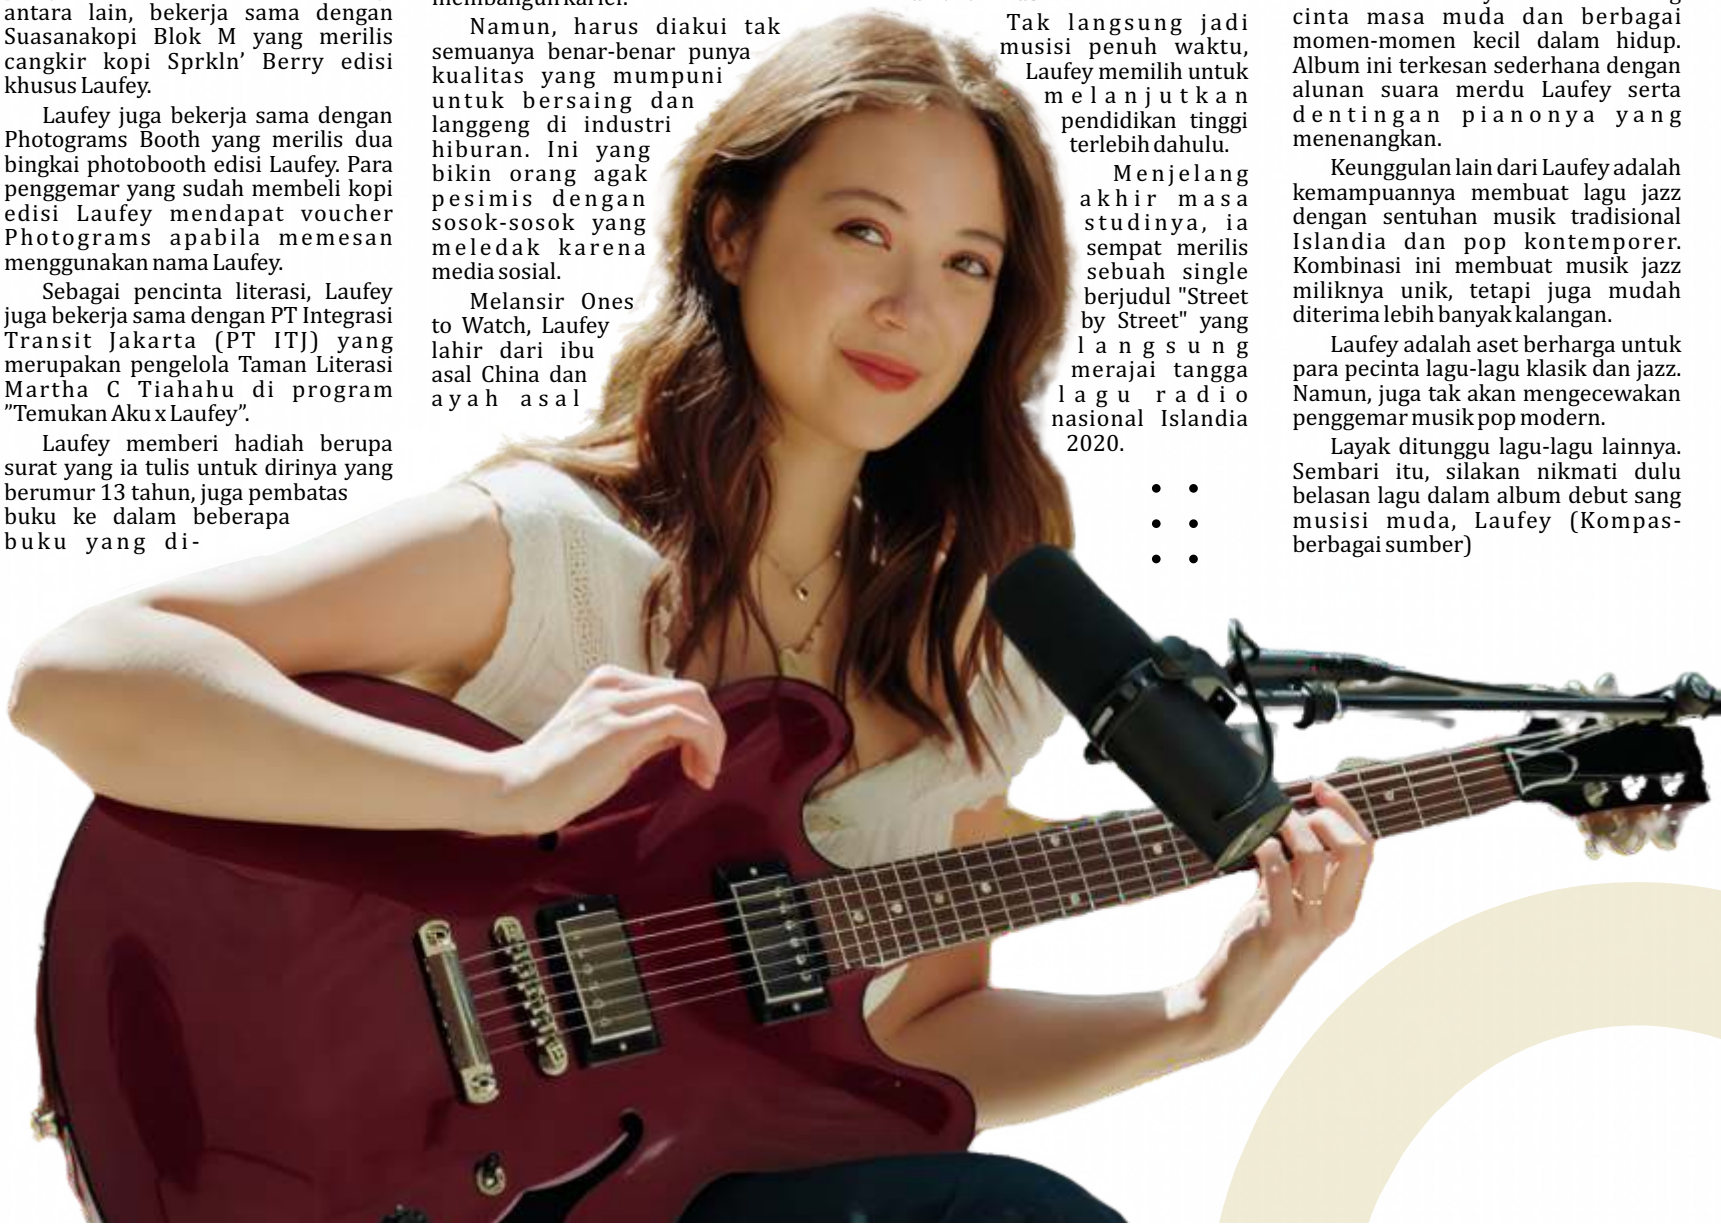 antara lain, bekerja sama dengan
Suasanakopi Blok M yang merilis
cangkir kopi Sprkln’ Berry edisi
khusus Laufey.
Laufey juga bekerja sama dengan
Photograms Booth yang merilis dua
bingkai photobooth edisi Laufey. Para
penggemar yang sudah membeli kopi
edisi Laufey mendapat voucher
Photograms apabila memesan
menggunakan nama Laufey.
Sebagai pencinta literasi, Laufey
juga bekerja sama dengan PT Integrasi
Transit Jakarta (PT ITJ) yang
merupakan pengelola Taman Literasi
Martha C Tiahahu di program
”Temukan Aku x Laufey”.
Laufey memberi hadiah berupa
surat yang ia tulis untuk dirinya yang
berumur 13 tahun, juga pembatas
buku ke dalam beberapa
buku yang di-
membangun karier.
Namun, harus diakui tak
semuanya benar-benar punya
kualitas yang mumpuni
untuk bersaing dan
langgeng di industri
hiburan. Ini yang
bikin orang agak
pesimis dengan
sosok-sosok yang
meledak karena
media sosial.
Melansir Ones
to Watch, Laufey
lahir dari ibu
asal China dan
ayah asal
Tak langsung jadi
musisi penuh waktu,
Laufey memilih untuk
melanjutkan
pendidikan tinggi
terlebih dahulu.
Menjelang
akhir masa
studinya, ia
sempat merilis
sebuah single
berjudul "Street
by Street" yang
langsung
merajai tangga
lagu radio
nasional Islandia
2020.
cinta masa muda dan berbagai
momen-momen kecil dalam hidup.
Album ini terkesan sederhana dengan
alunan suara merdu Laufey serta
dentingan pianonya yang
menenangkan.
Keunggulan lain dari Laufey adalah
kemampuannya membuat lagu jazz
dengan sentuhan musik tradisional
Islandia dan pop kontemporer.
Kombinasi ini membuat musik jazz
miliknya unik, tetapi juga mudah
diterima lebih banyak kalangan.
Laufey adalah aset berharga untuk
para pecinta lagu-lagu klasik dan jazz.
Namun, juga tak akan mengecewakan
penggemar musik pop modern.
Layak ditunggu lagu-lagu lainnya.
Sembari itu, silakan nikmati dulu
belasan lagu dalam album debut sang
musisi muda, Laufey (Kompas-
berbagai sumber)